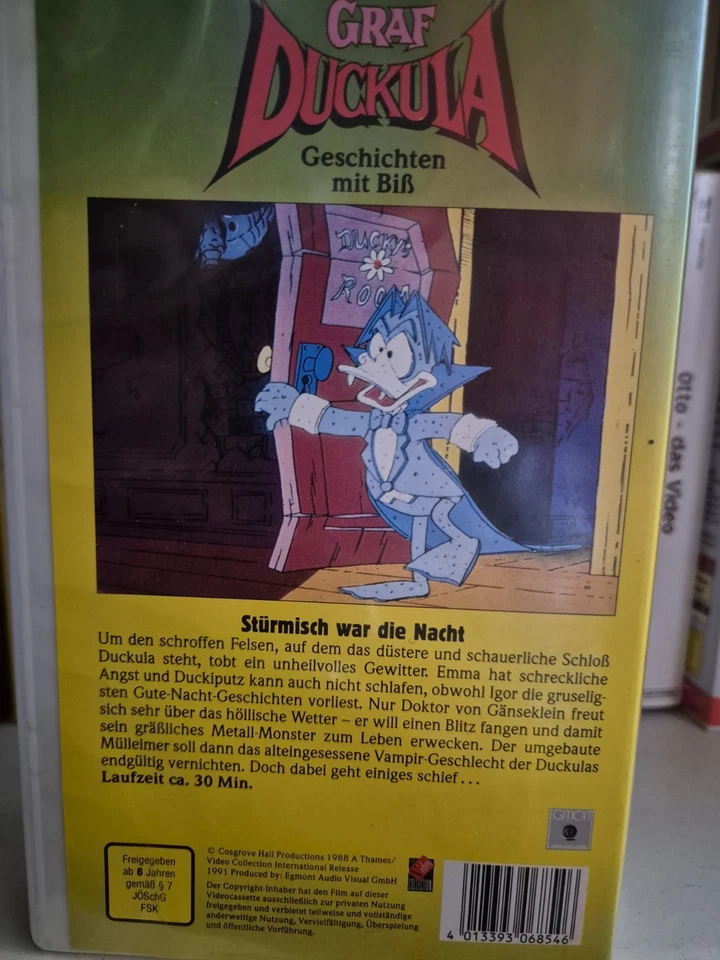 GRAF
DUCKULA
Geschichten
mit Biß
DUCKY'S
ROOM
Stürmisch war die Nacht
Um den schroffen Felsen, auf dem das düstere und schauerliche Schloß
Duckula steht, tobt ein unheilvolles Gewitter. Emma hat schreckliche
Angst und Duckiputz kann auch nicht schlafen, obwohl Igor die gruselig-
sten Gute-Nacht-Geschichten vorliest. Nur Doktor von Gänseklein freut
sich sehr über das höllische Wetter – er will einen Blitz fangen und damit
sein gräßliches Metall-Monster zum Leben erwecken. Der umgebaute
Mülleimer soll dann das alteingesessene Vampir-Geschlecht der Duckulas
endgültig vernichten. Doch dabei geht einiges schief...
Laufzeit ca. 30 Min.
EGMONT
Freigegeben
ab 6 Jahren
gemäß § 7
JÖSchG
FSK
© Cosgrove Hall Productions 1988 A Thames/
Video Collection International Release
1991 Produced by: Egmont Audio Visual GmbH
Der Copyright-Inhaber hat den Film auf dieser
Videocassette ausschließlich zur privaten Nutzung
freigegeben und verbietet teilweise und vollständige
anderweitige Nutzung, Vervielfältigung, Überspielung
und öffentliche Vorführung.
4 013393 068546
Otto - das Video